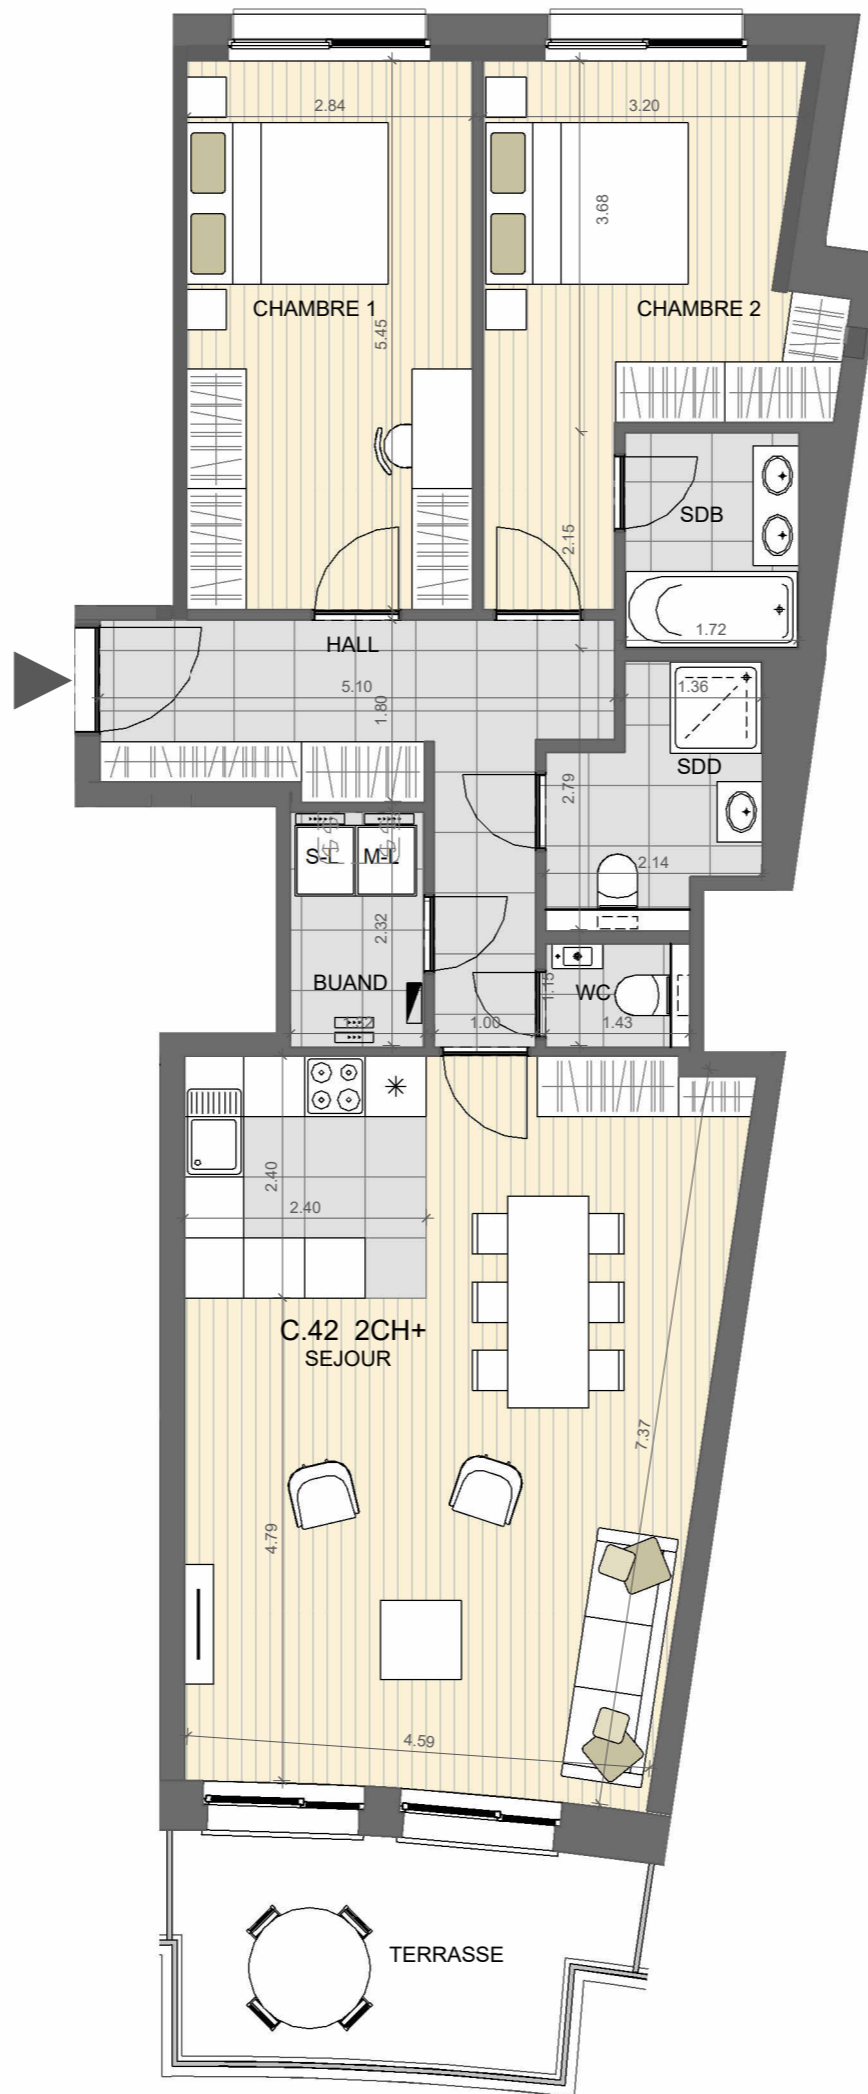 2.84
3.20
3.68
CHAMBRE 1
CHAMBRE 2
5.45
SDB
2.15
1.72
HALL
5.10
1.80
1.36
SDD
2.79
S-L
M-L
2.14
2.32
BUAND
WC
1.15
1.00
1.43
2.40
2.40
C.42 2CH+
SEJOUR
7.37
4.79
4.59
TERRASSE